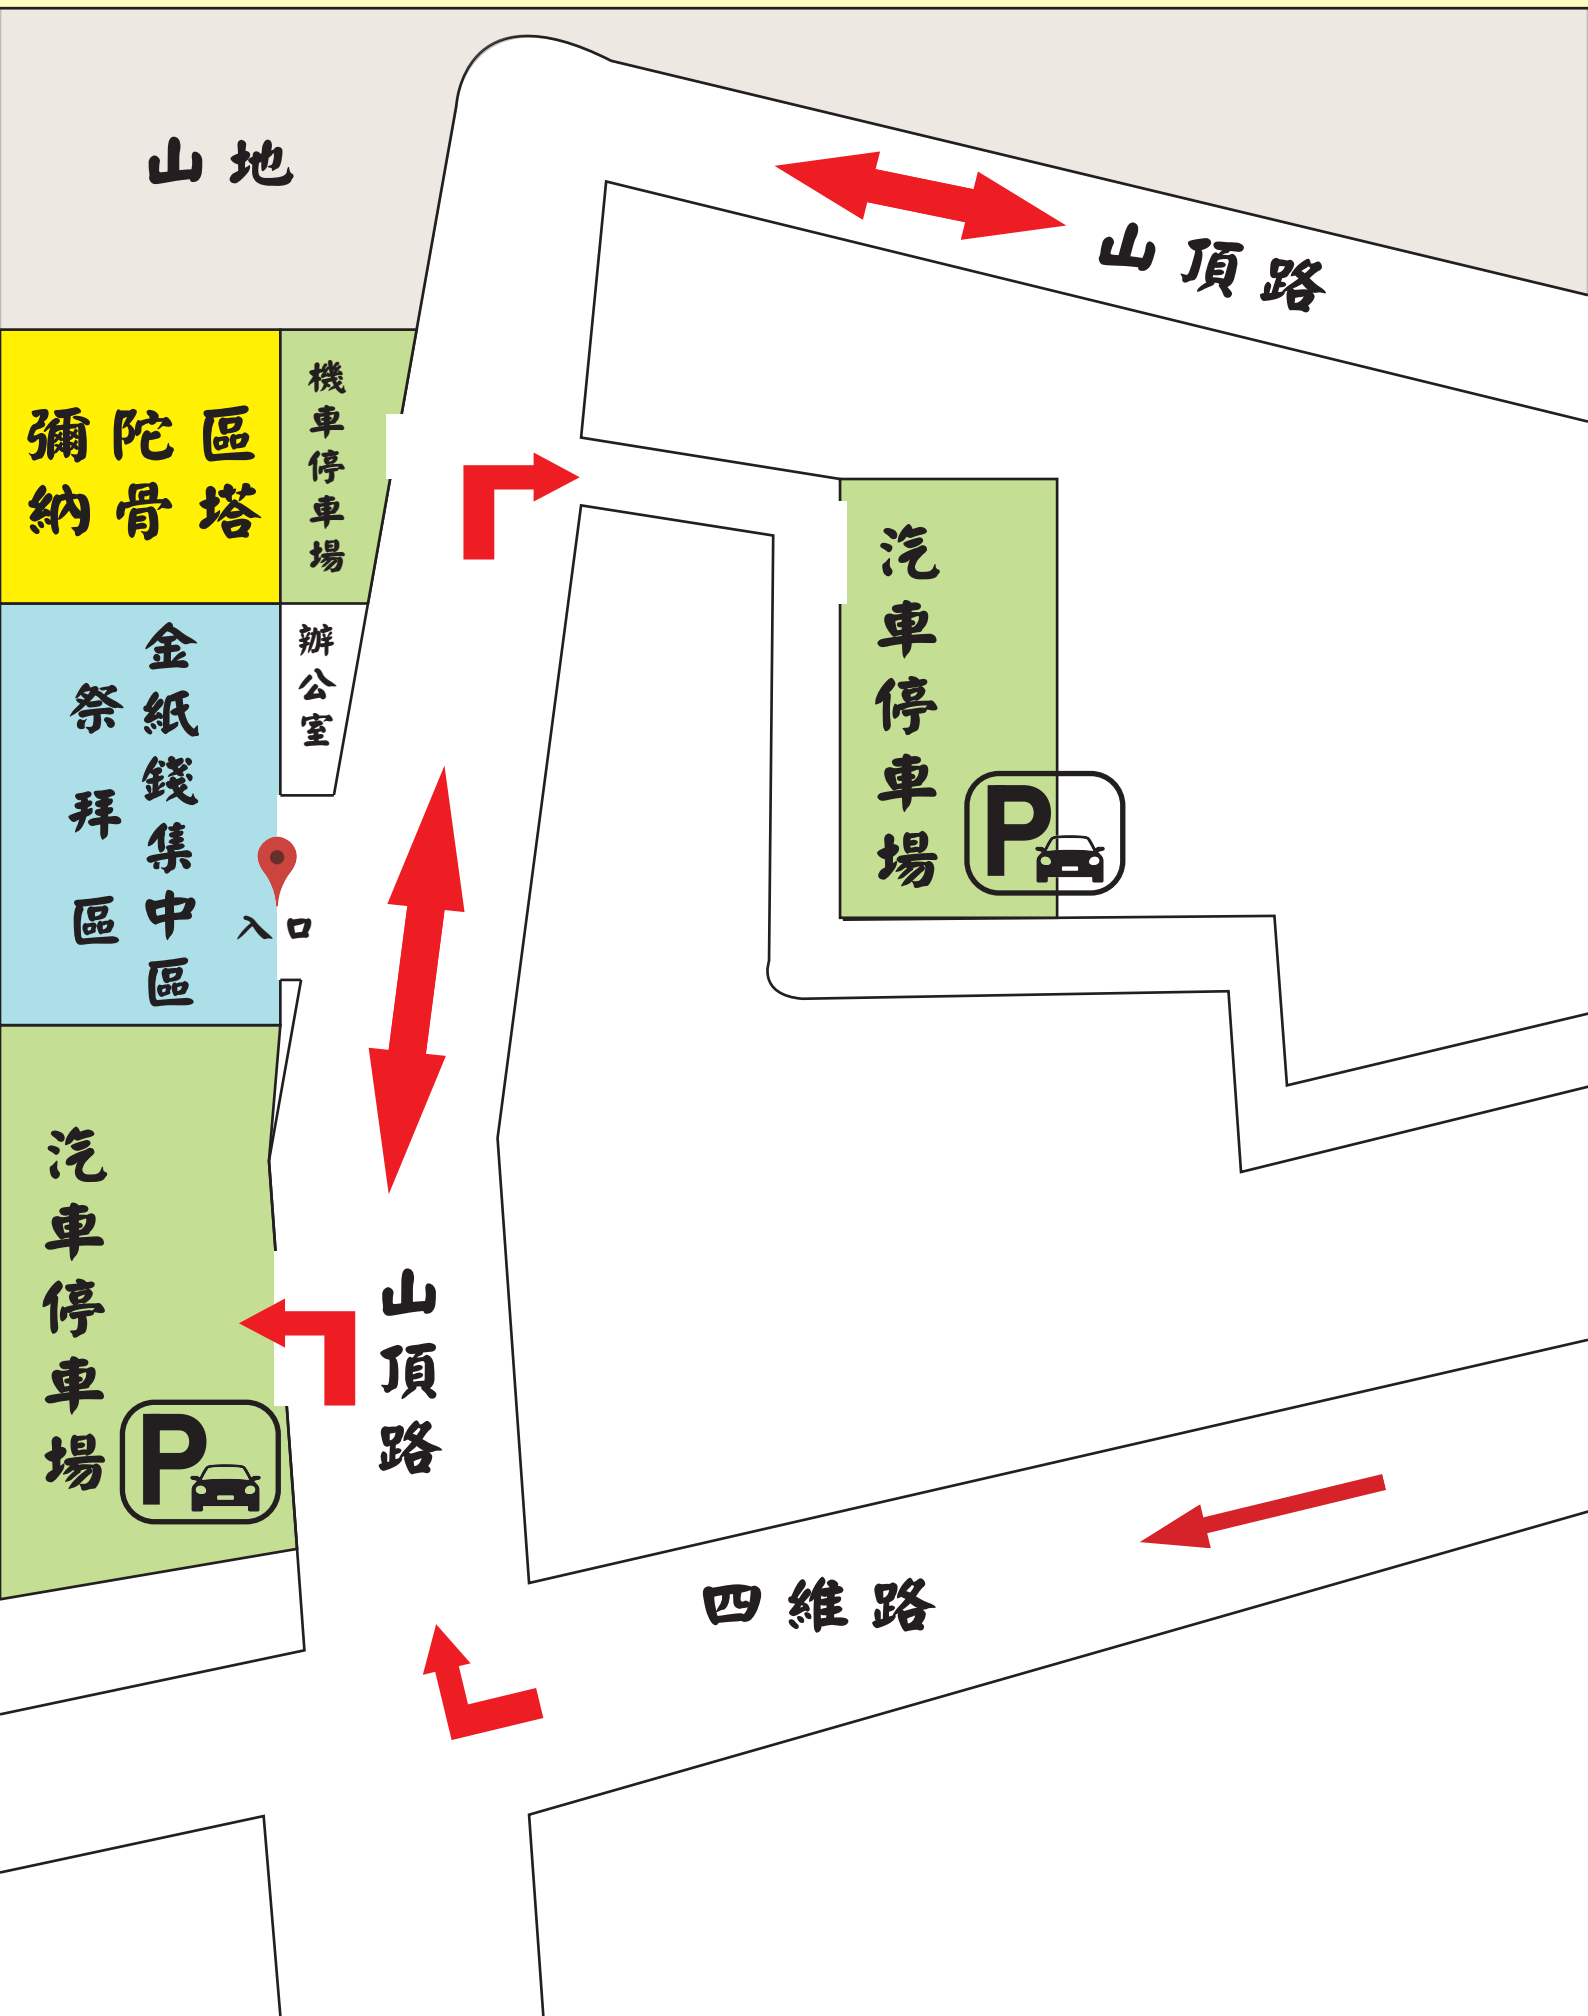 山地
山頂路
彌陀區
納骨塔
機車停車場
汽車停車場
P
辦公室
金紙錢集中區
祭拜區
入口
汽車停車場
P
山頂路
四維路